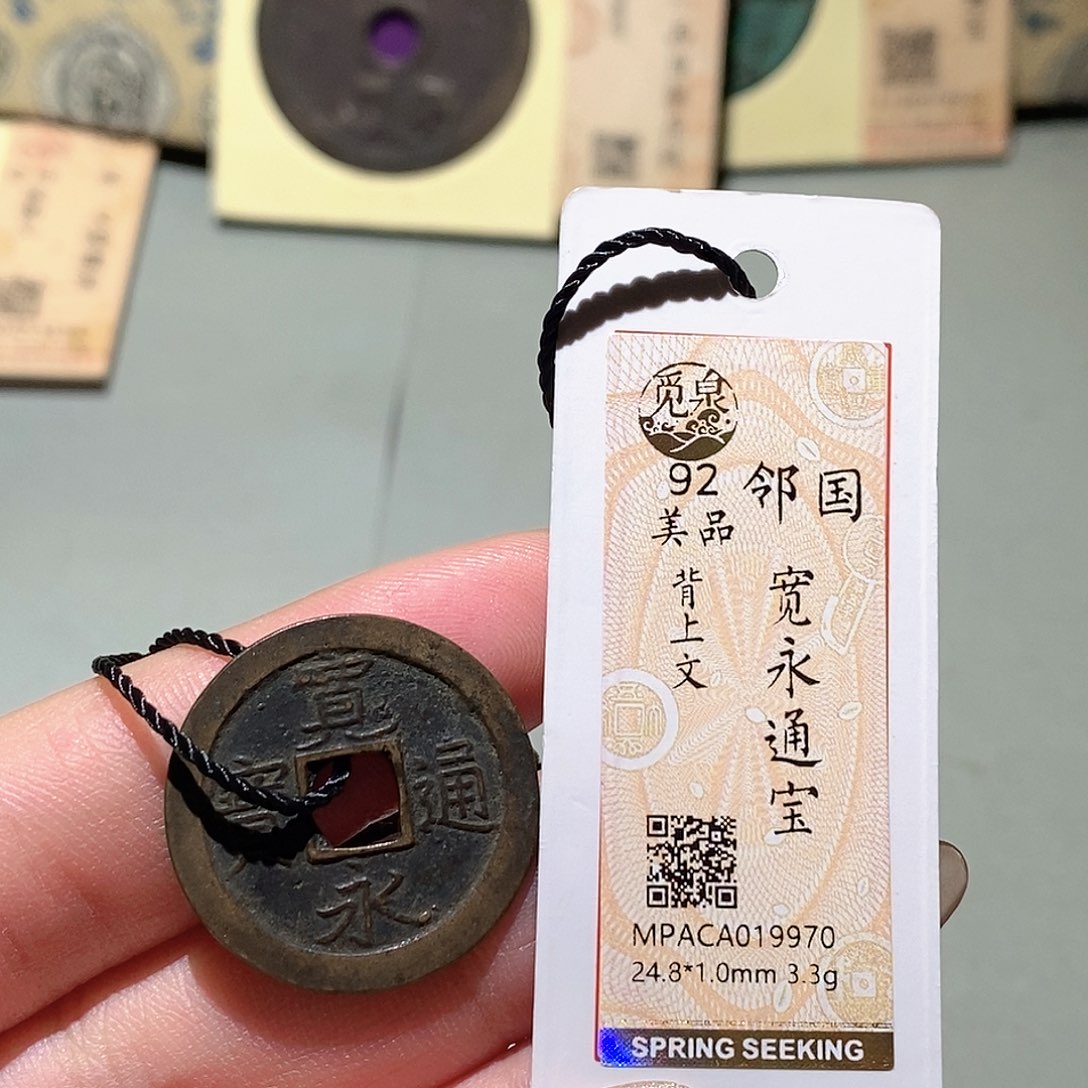 寛
通
寳
永
觅泉
92
美品
背上文
邻国
宽永通宝
MPACA019970
24.8*1.0mm 3.3g
SPRING SEEKING